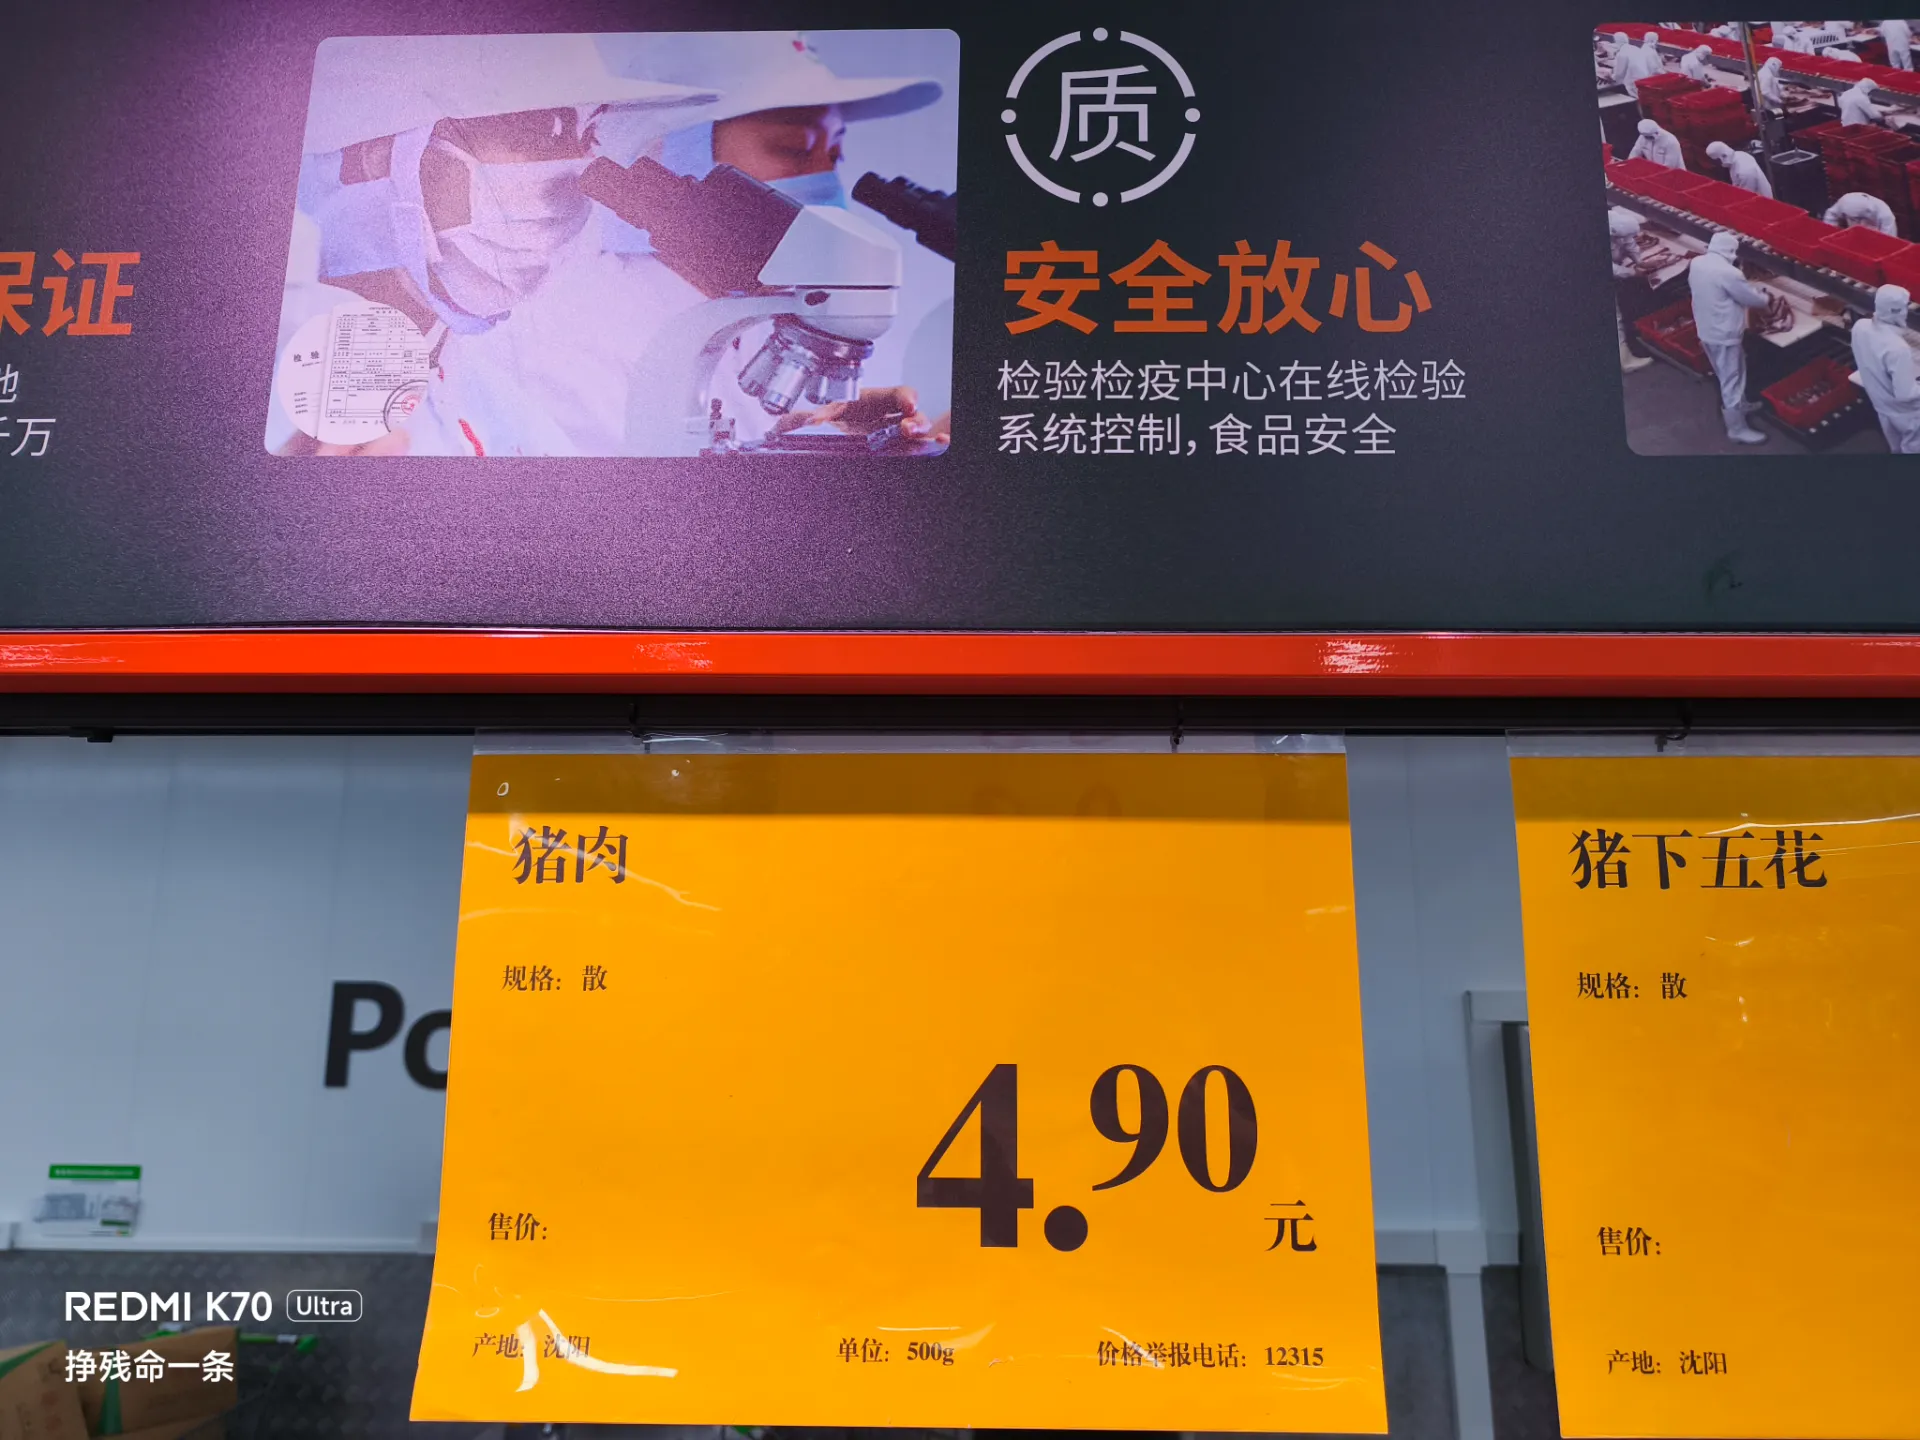 保证
他
千万
检验
质
安全放心
检验检疫中心在线检验
系统控制,食品安全
Po
猪肉
规格: 散
4.90
元
售价:
产地: 沈阳
单位: 500g
价格举报电话: 12315
猪下五花
规格: 散
售价:
产地: 沈阳
REDMI K70 Ultra
挣残命一条